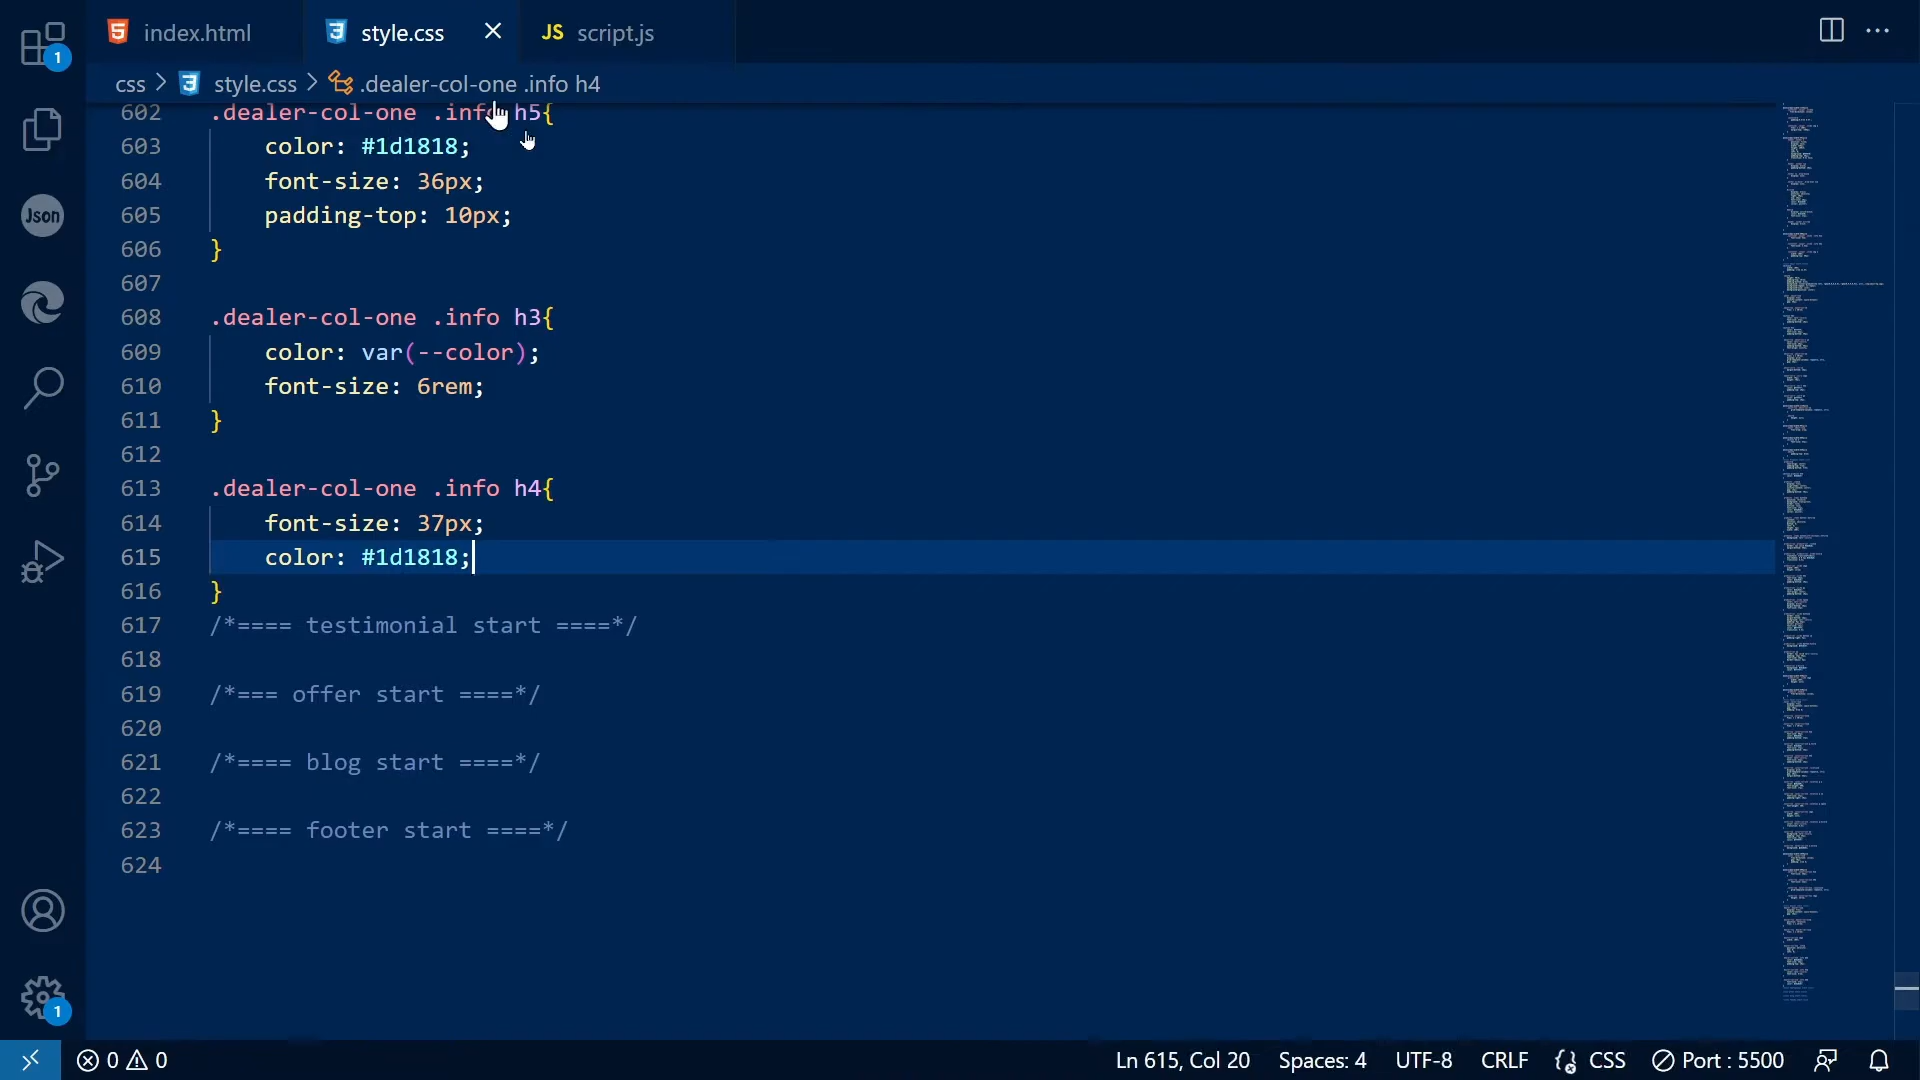 1
index.html
style.css
JS script.js
css > style.css > .dealer-col-one .info h4
602 .dealer-col-one .info h5{
603 color: #1d1818;
604 font-size: 36px;
605 padding-top: 10px;
606 }
607
608 .dealer-col-one .info h3{
609 color: var(--color);
610 font-size: 6rem;
611 }
612
613 .dealer-col-one .info h4{
614 font-size: 37px;
615 color: #1d1818;
616 }
617 /*==== testimonial start ====*/
618
619 /*=== offer start ====*/
620
621 /*==== blog start ====*/
622
623 /*==== footer start ====*/
624
Json
1
0 0
Ln 615, Col 20
Spaces: 4
UTF-8
CRLF
CSS
Port : 5500